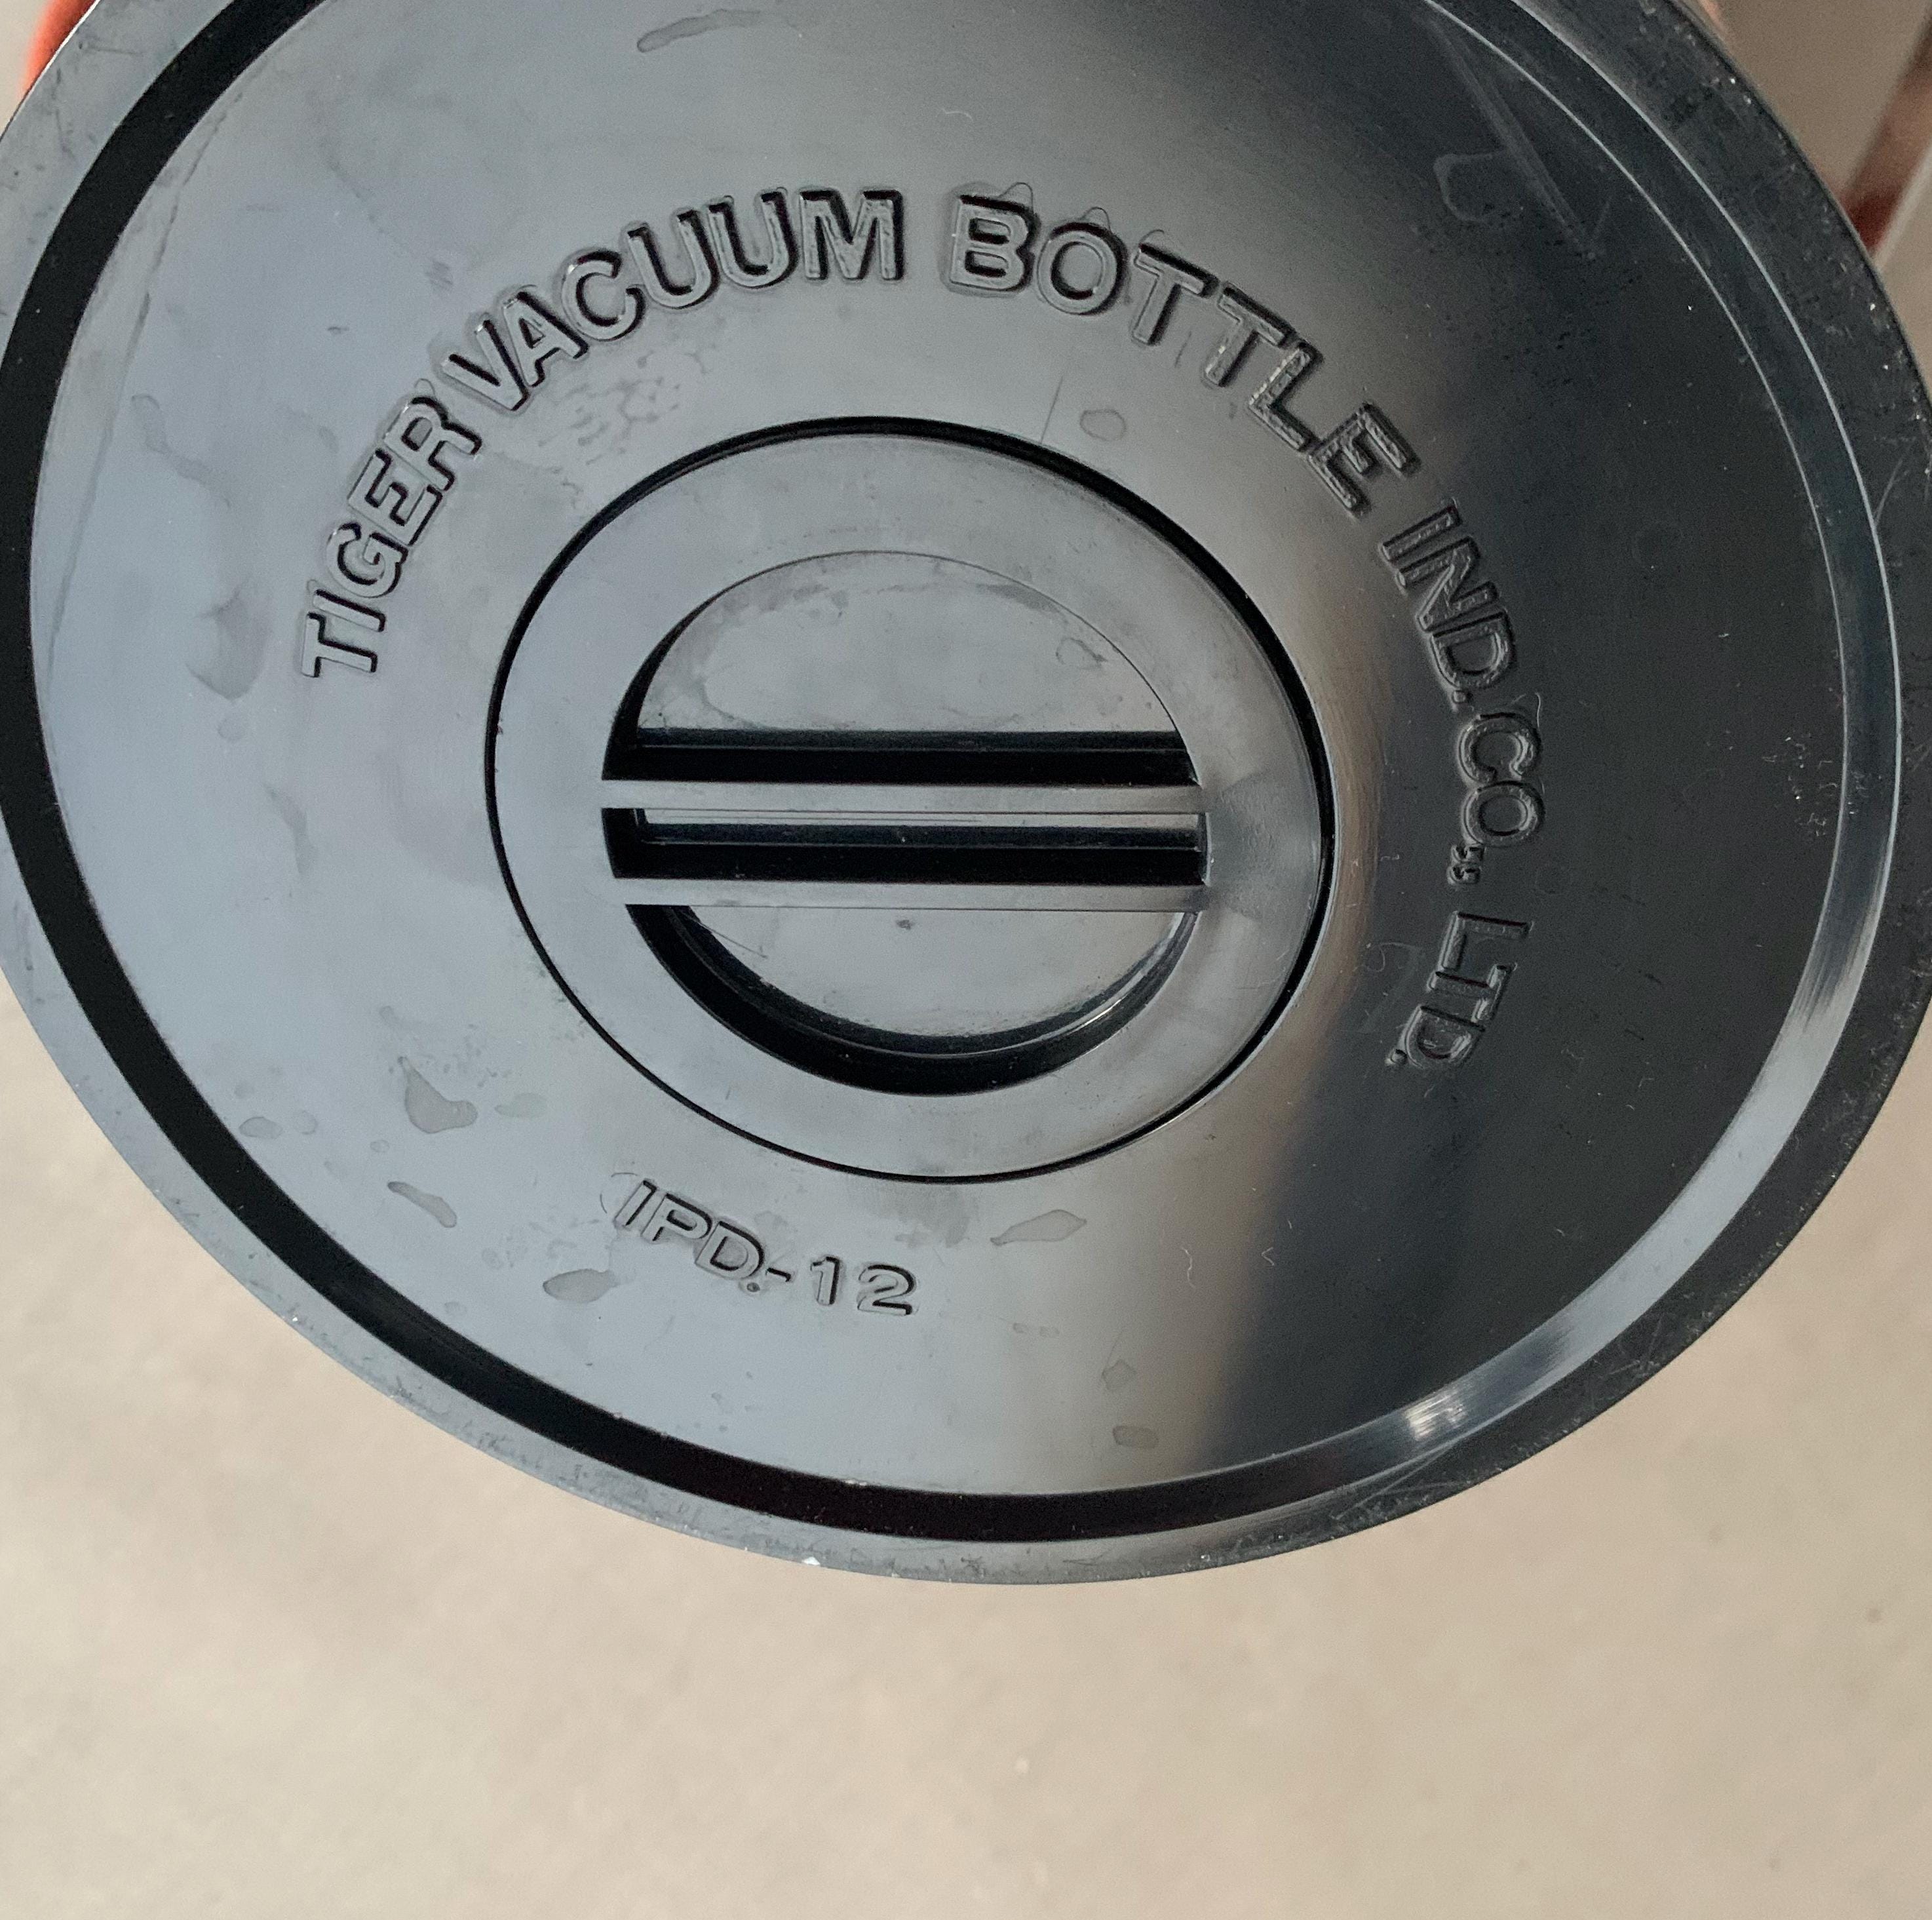 TIGER VACUUM BOTTLE IND. CO., LTD.
IPD.-12